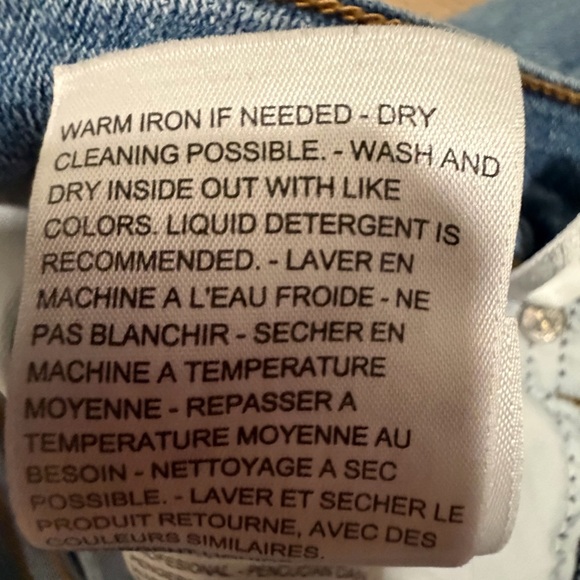 WARM IRON IF NEEDED - DRY
CLEANING POSSIBLE. - WASH AND
DRY INSIDE OUT WITH LIKE
COLORS. LIQUID DETERGENT IS
RECOMMENDED. - LAVER EN
MACHINE A L'EAU FROIDE - NE
PAS BLANCHIR - SECHER EN
MACHINE A TEMPERATURE
MOYENNE - REPASSER A
TEMPERATURE MOYENNE AU
BESOIN - NETTOYAGE A SEC
POSSIBLE. - LAVER ET SECHER LE
PRODUIT RETOURNE, AVEC DES
COULEURS SIMILAIRES.